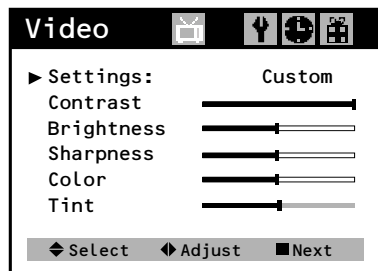 Video
Settings: Custom
Contrast
Brightness
Sharpness
Color
Tint
Select Adjust Next